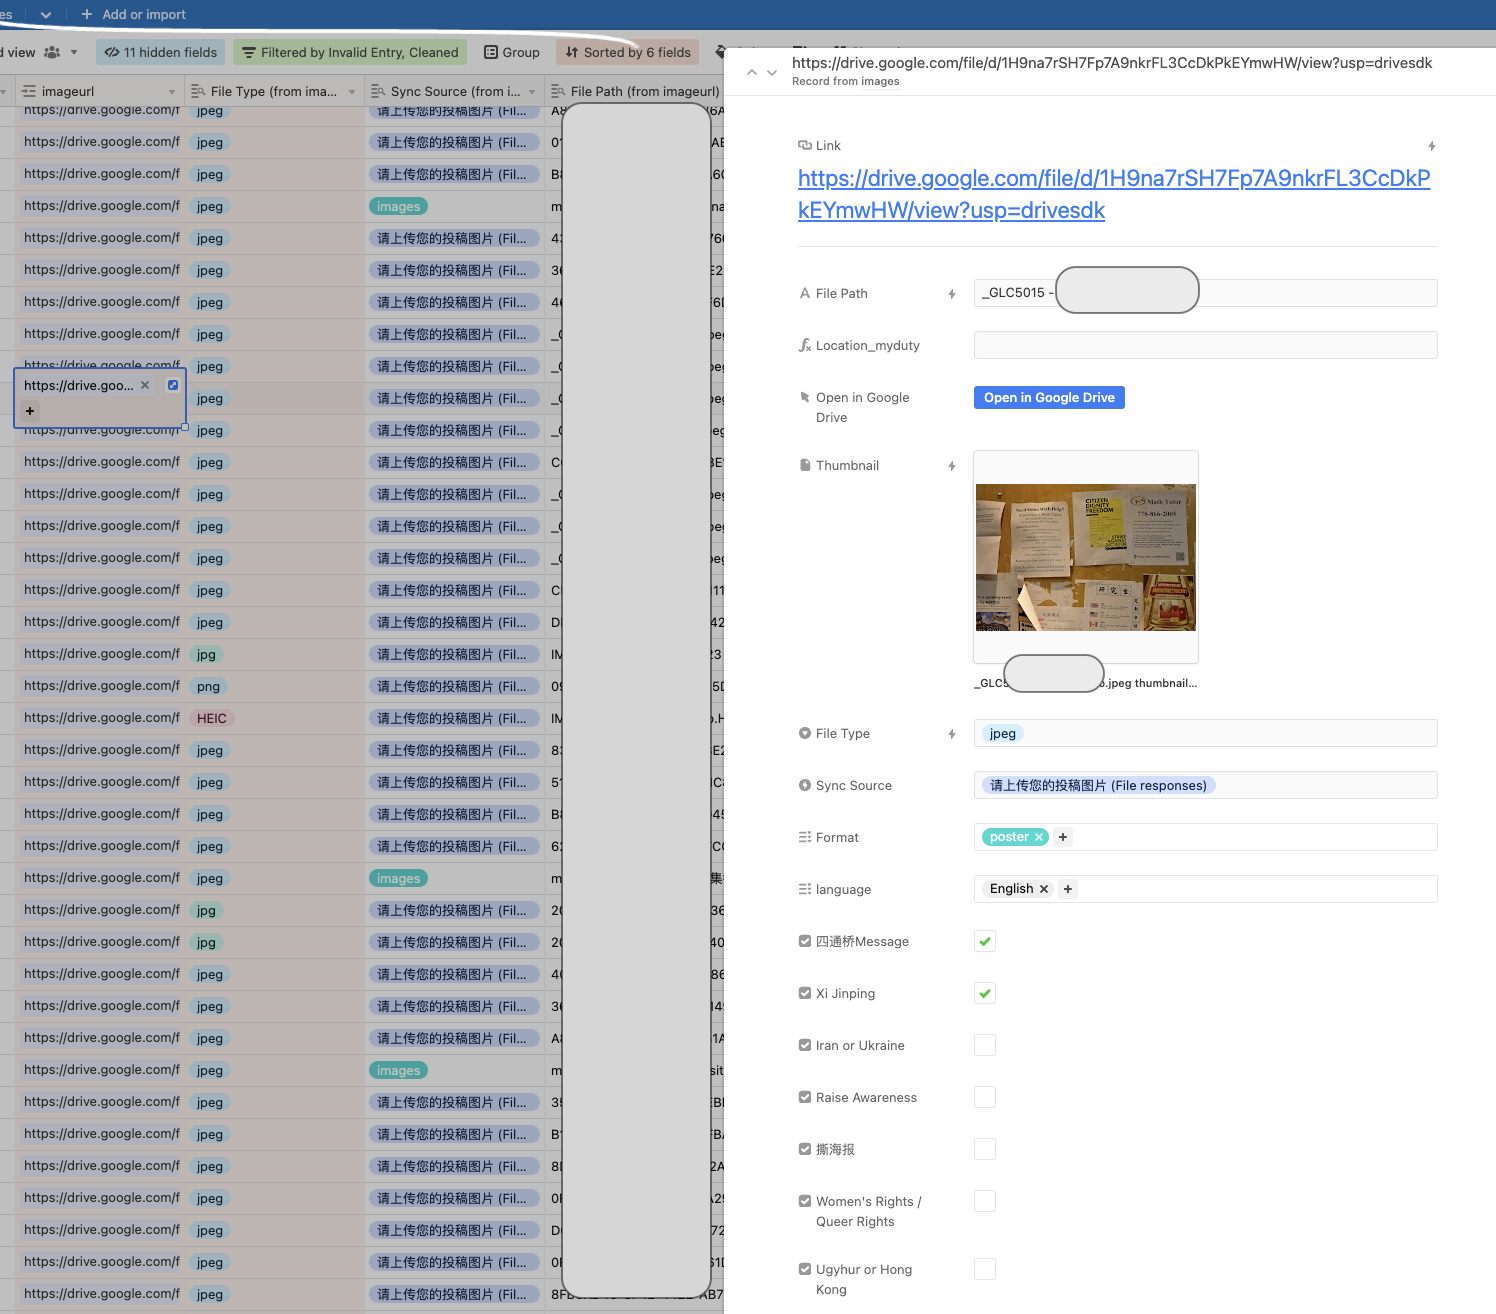 es
Add or import
d view
11 hidden fields
Filtered by Invalid Entry, Cleaned
Group
Sorted by 6 fields
imageurl
File Type (from ima...
Sync Source (from i...
File Path (from imageurl)
https://drive.google.com/f jpeg 请上传您的投稿图片 (Fil... A8
https://drive.google.com/f jpeg 请上传您的投稿图片 (Fil... 01
https://drive.google.com/f jpeg 请上传您的投稿图片 (Fil... B8
https://drive.google.com/f jpeg images m
https://drive.google.com/f jpeg 请上传您的投稿图片 (Fil... 43
https://drive.google.com/f jpeg 请上传您的投稿图片 (Fil... 36
https://drive.google.com/f jpeg 请上传您的投稿图片 (Fil... 46
https://drive.google.com/f jpeg 请上传您的投稿图片 (Fil...
https://drive.google.com/f jpeg 请上传您的投稿图片 (Fil...
https://drive.goo... jpeg 请上传您的投稿图片 (Fil...
https://drive.google.com/f jpeg 请上传您的投稿图片 (Fil...
https://drive.google.com/f jpeg 请上传您的投稿图片 (Fil...
https://drive.google.com/f jpeg 请上传您的投稿图片 (Fil...
https://drive.google.com/f jpeg 请上传您的投稿图片 (Fil...
https://drive.google.com/f jpeg 请上传您的投稿图片 (Fil...
https://drive.google.com/f jpeg 请上传您的投稿图片 (Fil...
https://drive.google.com/f jpeg 请上传您的投稿图片 (Fil...
https://drive.google.com/f jpg 请上传您的投稿图片 (Fil... IM
https://drive.google.com/f png 请上传您的投稿图片 (Fil... 09
https://drive.google.com/f HEIC 请上传您的投稿图片 (Fil... IM
https://drive.google.com/f jpeg 请上传您的投稿图片 (Fil... 83
https://drive.google.com/f jpeg 请上传您的投稿图片 (Fil... 51
https://drive.google.com/f jpeg 请上传您的投稿图片 (Fil... B8
https://drive.google.com/f jpeg 请上传您的投稿图片 (Fil... 62
https://drive.google.com/f jpeg images m
https://drive.google.com/f jpg 请上传您的投稿图片 (Fil... 20
https://drive.google.com/f jpg 请上传您的投稿图片 (Fil... 20
https://drive.google.com/f jpeg 请上传您的投稿图片 (Fil... 40
https://drive.google.com/f jpeg 请上传您的投稿图片 (Fil... 36
https://drive.google.com/f jpeg 请上传您的投稿图片 (Fil... A8
https://drive.google.com/f jpeg images m
https://drive.google.com/f jpeg 请上传您的投稿图片 (Fil... 35
https://drive.google.com/f jpeg 请上传您的投稿图片 (Fil... B1
https://drive.google.com/f jpeg 请上传您的投稿图片 (Fil...
https://drive.google.com/f jpeg 请上传您的投稿图片 (Fil...
https://drive.google.com/f jpeg 请上传您的投稿图片 (Fil...
https://drive.google.com/f jpeg 请上传您的投稿图片 (Fil...
https://drive.google.com/f jpeg 请上传您的投稿图片 (Fil...
https://drive.google.com/file/d/1H9na7rSH7Fp7A9nkrFL3CcDkPkEYmwHW/view?usp=drivesdk
Record from images
Link
https://drive.google.com/file/d/1H9na7rSH7Fp7A9nkrFL3CcDkP
kEYmwHW/view?usp=drivesdk
File Path
_GLC5015 -
Location_myduty
Open in Google
Drive
Open in Google Drive
Thumbnail
Need Some Math Help?
CITIZEN
DIGNITY
FREEDOM
Math Tutor
778-866-2005
研究生
_GLC5
.jpeg thumbnail...
File Type
jpeg
Sync Source
请上传您的投稿图片 (File responses)
Format
poster
language
English
四通桥Message
Xi Jinping
Iran or Ukraine
Raise Awareness
撕海报
Women's Rights /
Queer Rights
Ugyhur or Hong
Kong